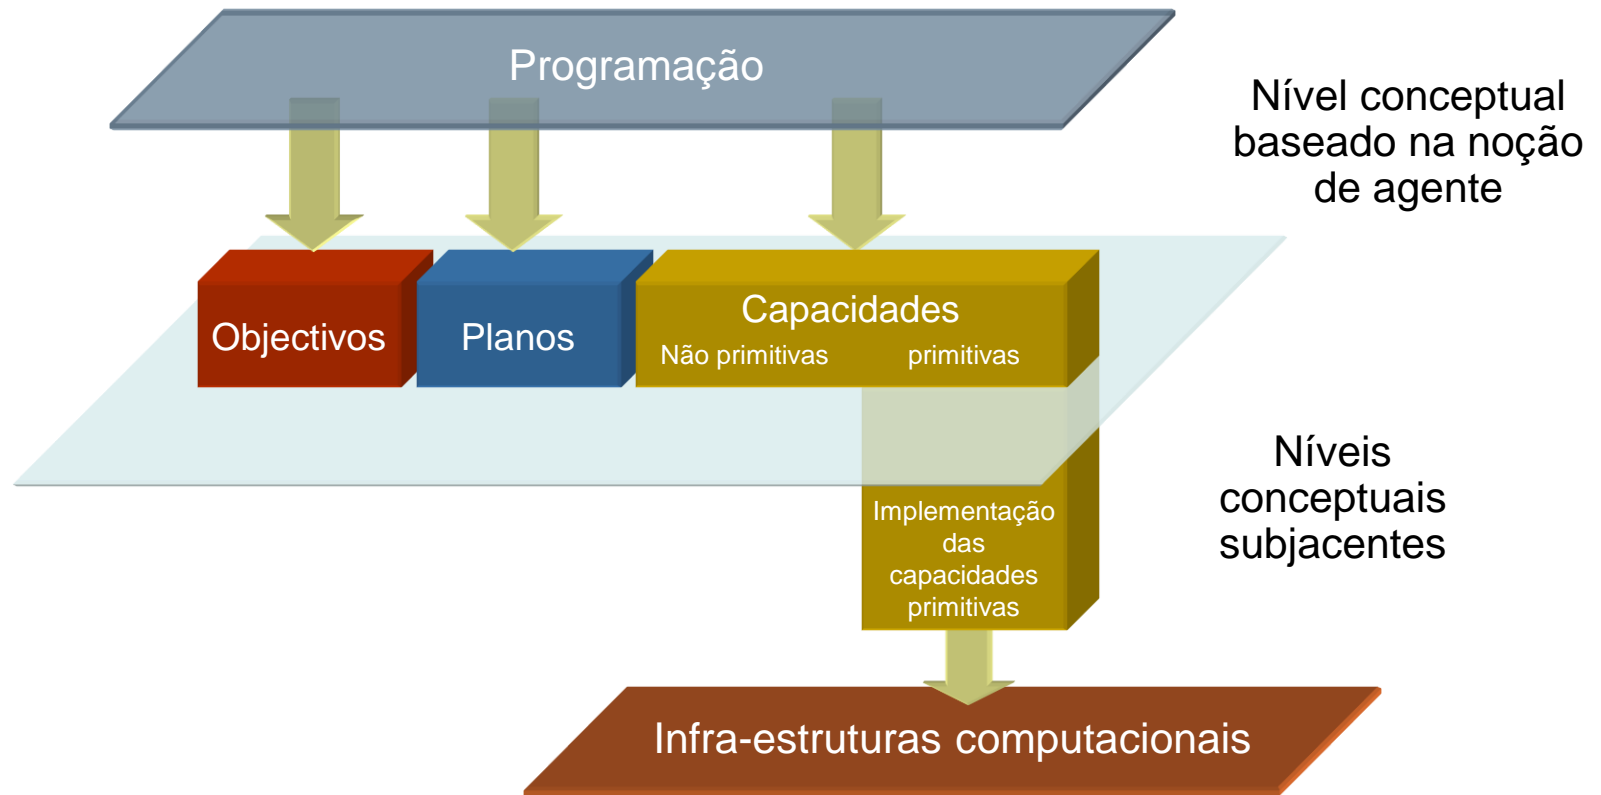 Programação
Nível conceptual
baseado na noção
de agente
Objectivos
Planos
Capacidades
Não primitivas
primitivas
Níveis
conceptuais
subjacentes
Implementação
das
capacidades
primitivas
Infra-estruturas computacionais